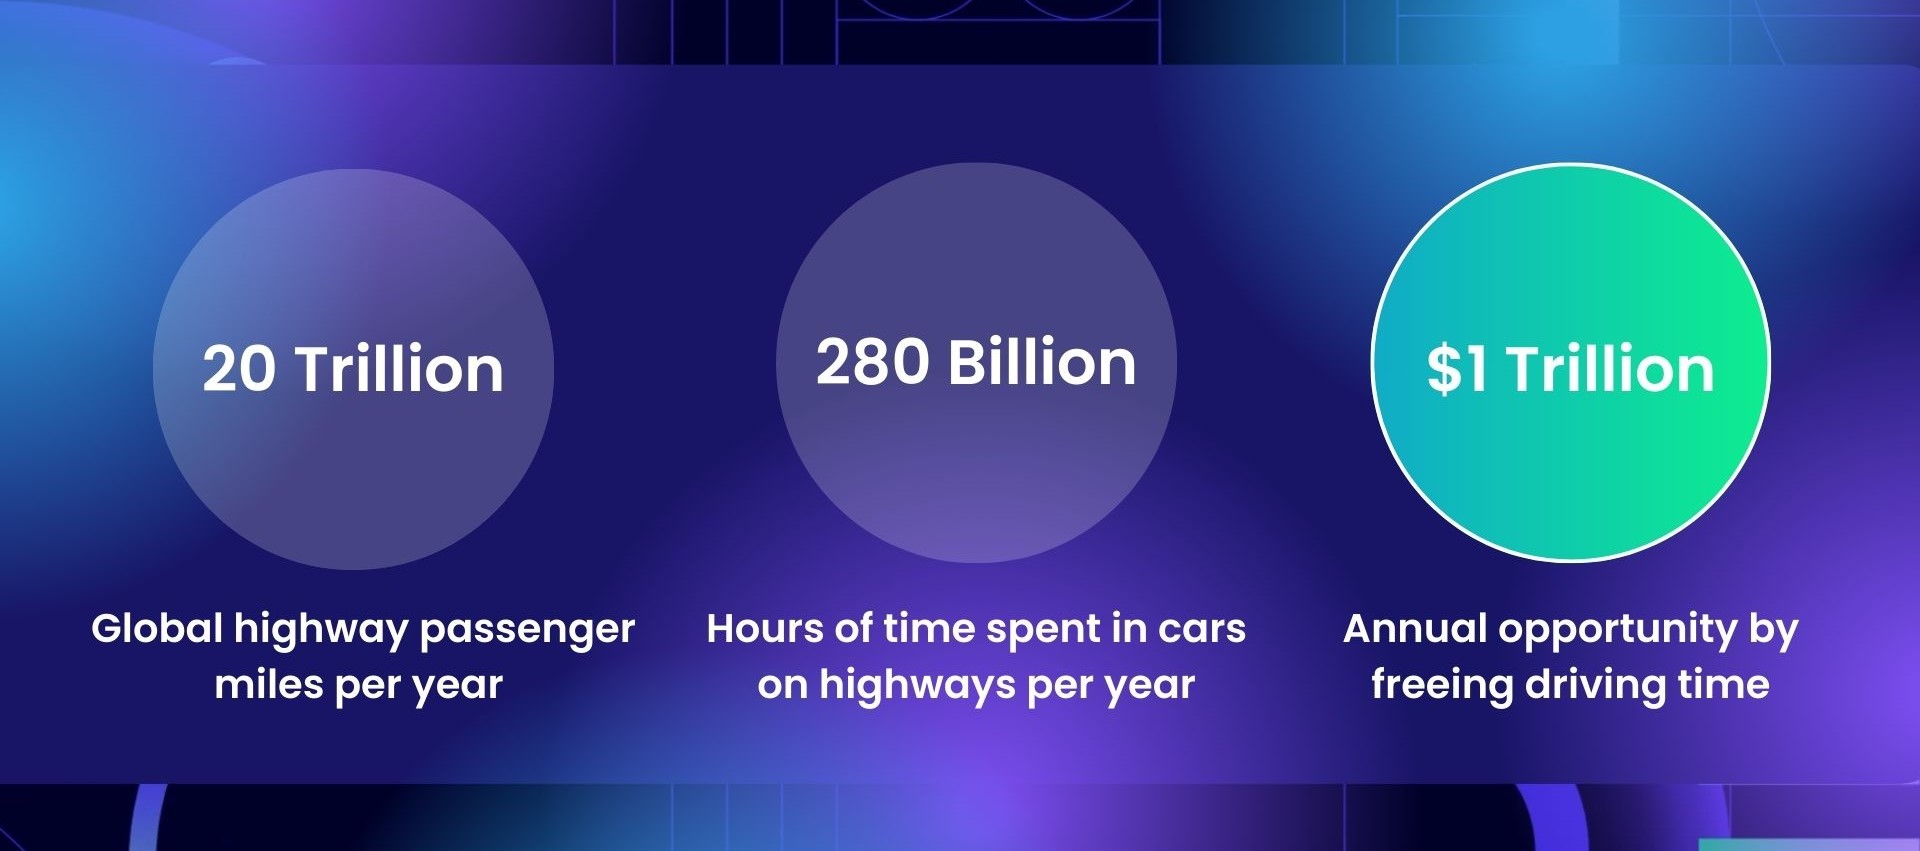 20 Trillion
Global highway passenger
miles per year
280 Billion
Hours of time spent in cars
on highways per year
$1 Trillion
Annual opportunity by
freeing driving time